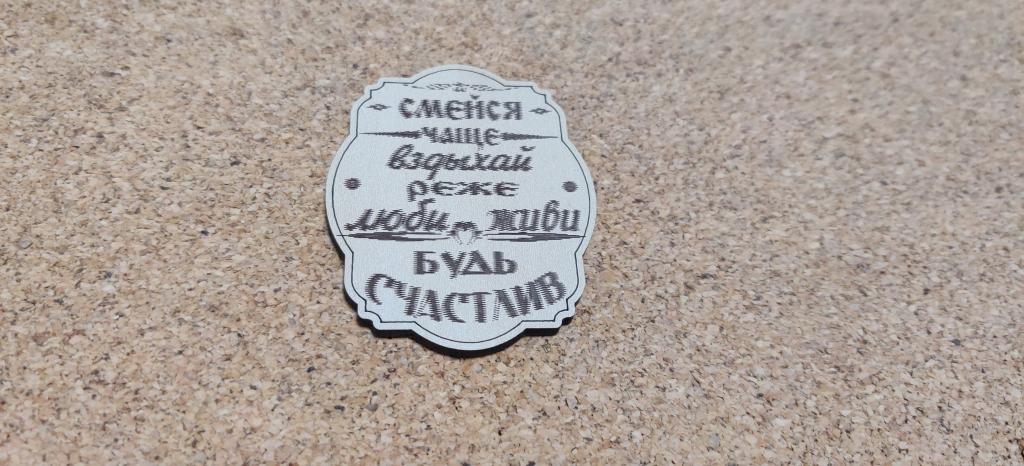 СМЕЙСЯ
ЧАЩЕ
вздыхай
РЕЖЕ
люби живи
БУДЬ
СЧАСТЛИВ